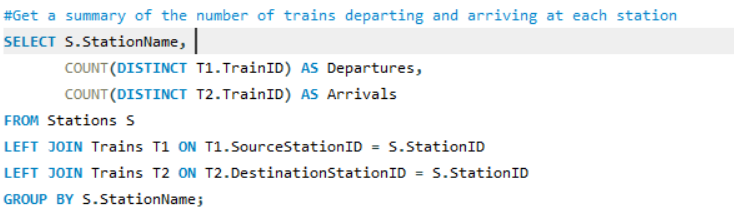 #Get a summary of the number of trains departing and arriving at each station
SELECT S.StationName,
COUNT(DISTINCT T1.TrainID) AS Departures,
COUNT(DISTINCT T2.TrainID) AS Arrivals
FROM Stations S
LEFT JOIN Trains T1 ON T1.SourceStationID = S.StationID
LEFT JOIN Trains T2 ON T2.DestinationStationID = S.StationID
GROUP BY S.StationName;